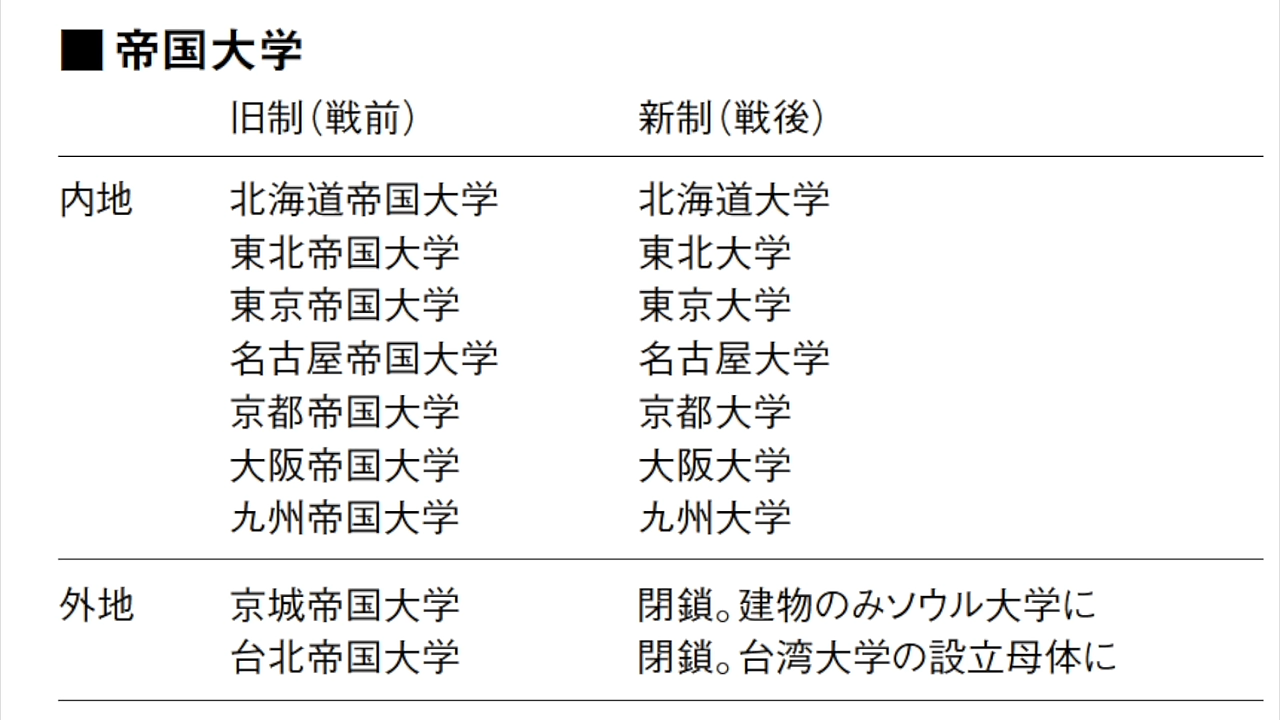 ■帝国大学
旧制（戦前） 新制（戦後）
内地 北海道帝国大学 北海道大学
東北帝国大学 東北大学
東京帝国大学 東京大学
名古屋帝国大学 名古屋大学
京都帝国大学 京都大学
大阪帝国大学 大阪大学
九州帝国大学 九州大学
外地 京城帝国大学 閉鎖。建物のみソウル大学に
台北帝国大学 閉鎖。台湾大学の設立母体に